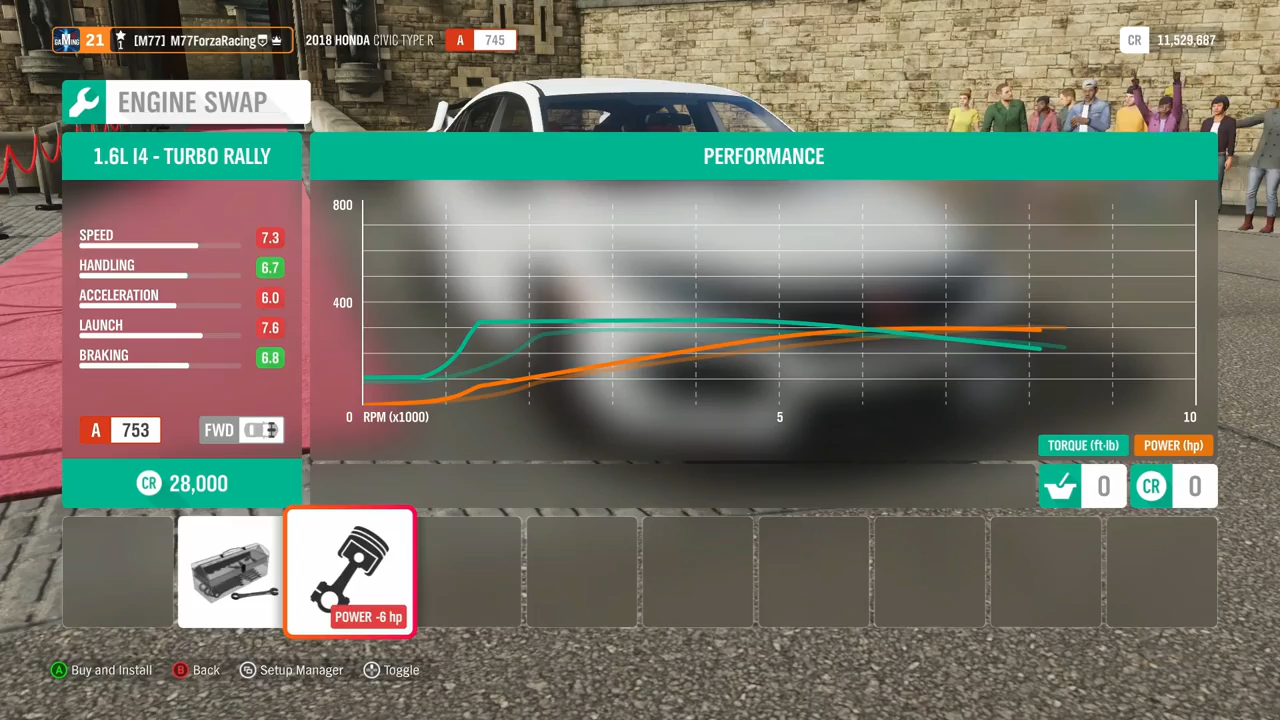 GAMING 21 1 [M77] M77ForzaRacing 2018 HONDA CIVIC TYPE R A 745 CR 11,529,687
ENGINE SWAP
1.6L I4 - TURBO RALLY PERFORMANCE
800
SPEED 7.3
HANDLING 6.7
ACCELERATION 6.0
400
LAUNCH 7.6
BRAKING 6.8
0 RPM (x1000) 5 10
A 753 FWD
TORQUE (ft·lb) POWER (hp)
CR 28,000 0 CR 0
POWER -6 hp
A Buy and Install B Back Setup Manager Toggle